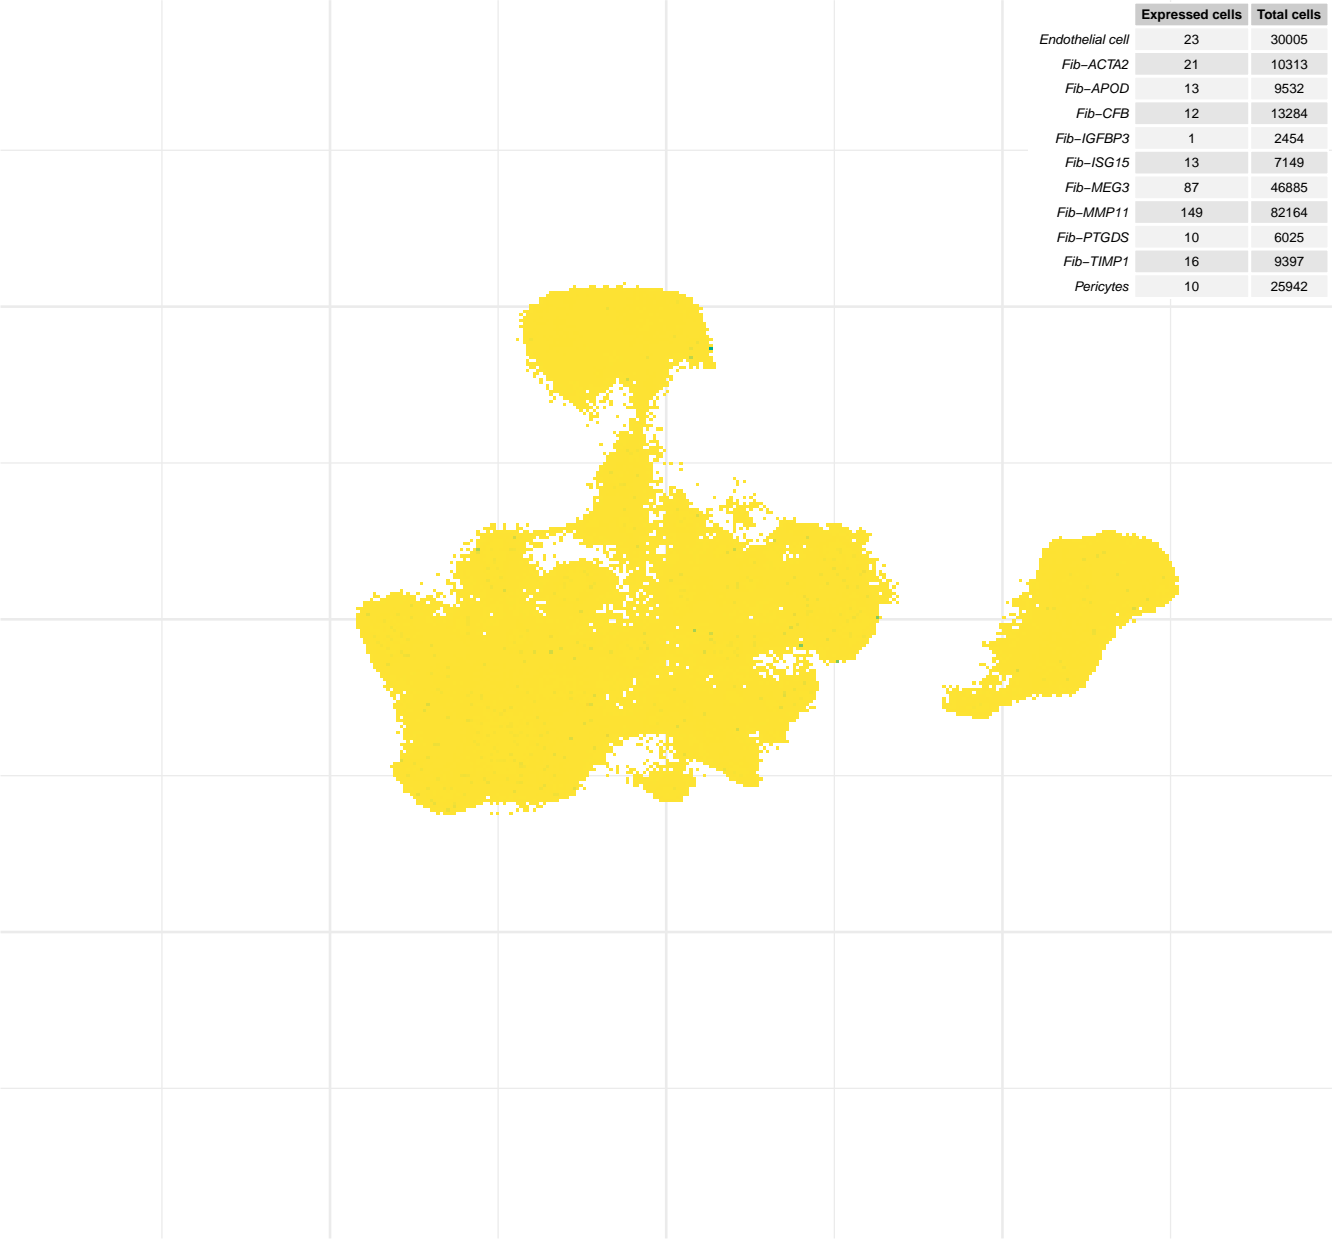 Expressed cells Total cells
Endothelial cell 23 30005
Fib−ACTA2 21 10313
Fib−APOD 13 9532
Fib−CFB 12 13284
Fib−IGFBP3 1 2454
Fib−ISG15 13 7149
Fib−MEG3 87 46885
Fib−MMP11 149 82164
Fib−PTGDS 10 6025
Fib−TIMP1 16 9397
Pericytes 10 25942